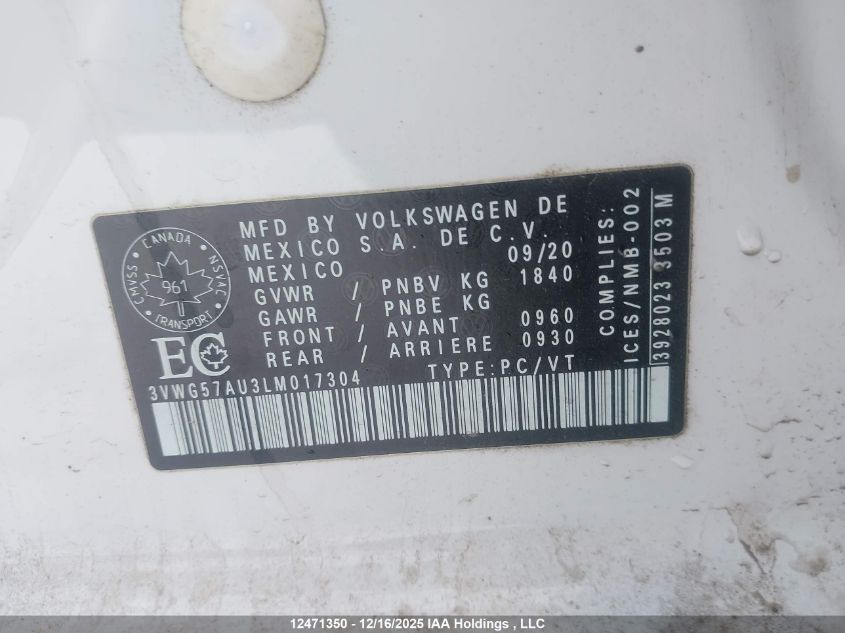 MFD BY VOLKSWAGEN DE
MEXICO S.A. DE C.V.
MEXICO 09/20
GVWR / PNBV KG 1840
GAWR / PNBE KG
FRONT / AVANT 0960
REAR / ARRIERE 0930
TYPE:PC/VT
3VWG57AU3LM017304
CANADA
CMVSS
NSVAC
961
TRANSPORT
EC
COMPLIES:
ICES/NMB-002
3928023 3503 M
12471350 - 12/16/2025 IAA Holdings , LLC